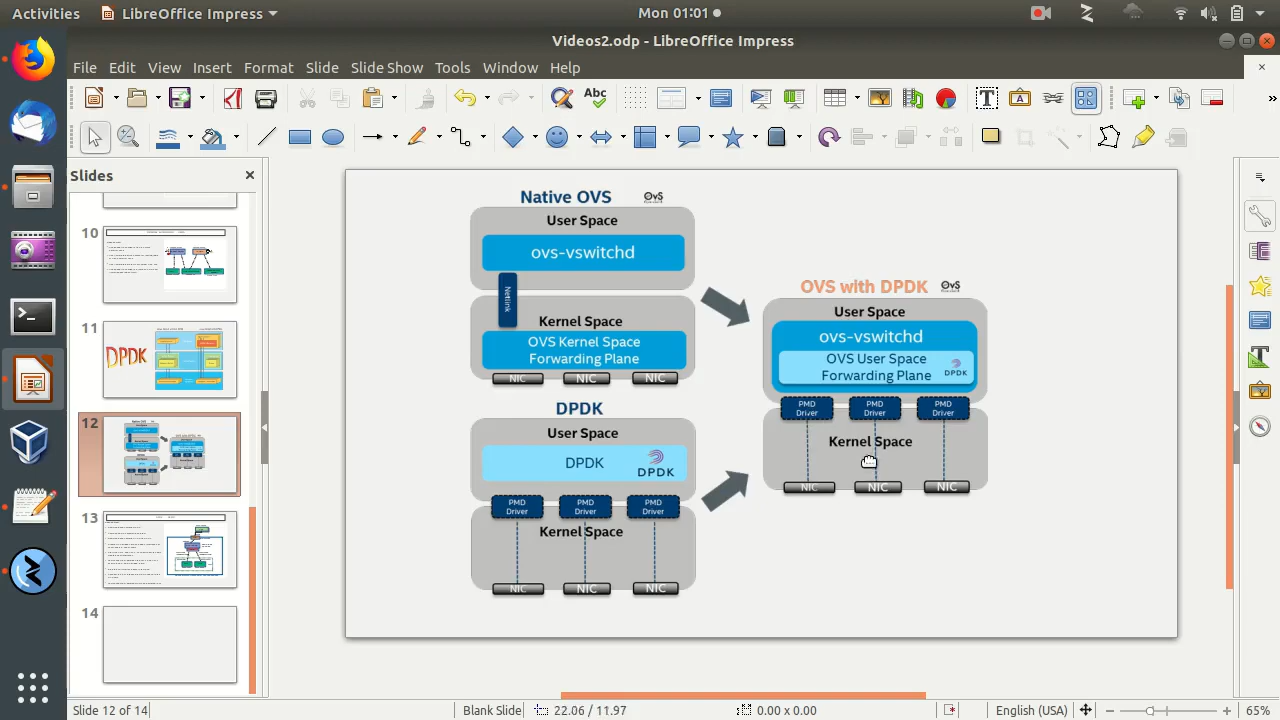 Activities
LibreOffice Impress
Mon 01:01
Videos2.odp - LibreOffice Impress
File Edit View Insert Format Slide Slide Show Tools Window Help
Abc
Slides
10
11
DPDK
12
13
14
Native OVS
OvS
User Space
ovs-vswitchd
Netlink
Kernel Space
OVS Kernel Space
Forwarding Plane
NIC NIC NIC
DPDK
User Space
DPDK
DPDK
PMD Driver
PMD Driver
PMD Driver
Kernel Space
NIC NIC NIC
OVS with DPDK
OvS
User Space
ovs-vswitchd
OVS User Space
Forwarding Plane
DPDK
PMD Driver
PMD Driver
PMD Driver
Kernel Space
NIC NIC NIC
Slide 12 of 14
Blank Slide
22.06 / 11.97
0.00 x 0.00
English (USA)
65%